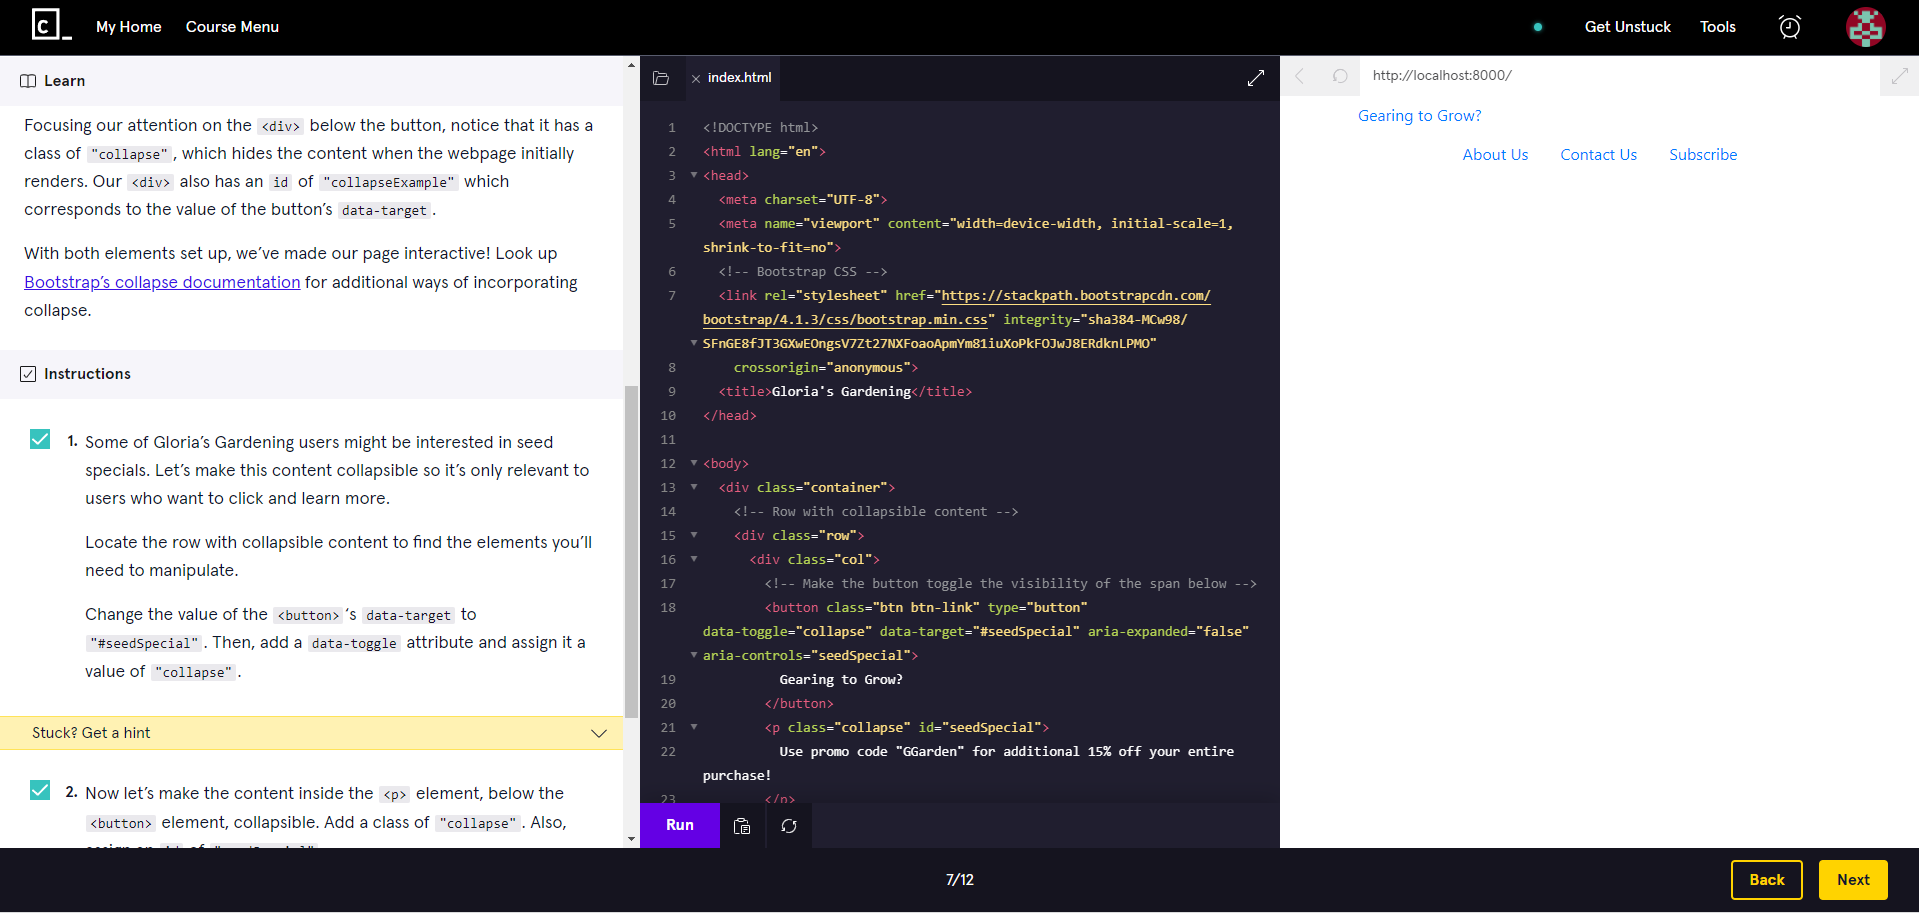 C_ My Home Course Menu Get Unstuck Tools
Learn
Focusing our attention on the <div> below the button, notice that it has a
class of "collapse", which hides the content when the webpage initially
renders. Our <div> also has an id of "collapseExample" which
corresponds to the value of the button’s data-target.
With both elements set up, we’ve made our page interactive! Look up
Bootstrap’s collapse documentation for additional ways of incorporating
collapse.
Instructions
1. Some of Gloria’s Gardening users might be interested in seed
specials. Let’s make this content collapsible so it’s only relevant to
users who want to click and learn more.
Locate the row with collapsible content to find the elements you’ll
need to manipulate.
Change the value of the <button>‘s data-target to
"#seedSpecial". Then, add a data-toggle attribute and assign it a
value of "collapse".
Stuck? Get a hint
2. Now let’s make the content inside the <p> element, below the
<button> element, collapsible. Add a class of "collapse". Also,
assign an id of "seedSpecial"
index.html
1 <!DOCTYPE html>
2 <html lang="en">
3 <head>
4 <meta charset="UTF-8">
5 <meta name="viewport" content="width=device-width, initial-scale=1,
shrink-to-fit=no">
6 <!-- Bootstrap CSS -->
7 <link rel="stylesheet" href="https://stackpath.bootstrapcdn.com/
bootstrap/4.1.3/css/bootstrap.min.css" integrity="sha384-MCw98/
SFnGE8fJT3GXwEOngsV7Zt27NXFoaoApmYm81iuXoPkFOJwJ8ERdknLPMO"
8 crossorigin="anonymous">
9 <title>Gloria's Gardening</title>
10 </head>
11
12 <body>
13 <div class="container">
14 <!-- Row with collapsible content -->
15 <div class="row">
16 <div class="col">
17 <!-- Make the button toggle the visibility of the span below -->
18 <button class="btn btn-link" type="button"
data-toggle="collapse" data-target="#seedSpecial" aria-expanded="false"
aria-controls="seedSpecial">
19 Gearing to Grow?
20 </button>
21 <p class="collapse" id="seedSpecial">
22 Use promo code "GGarden" for additional 15% off your entire
purchase!
23 </p>
Run
http://localhost:8000/
Gearing to Grow?
About Us Contact Us Subscribe
7/12
Back Next